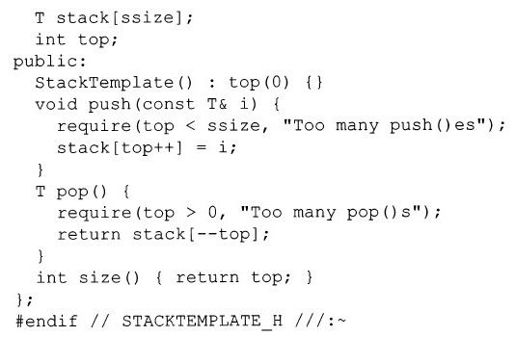 T stack[ssize];
  int top;
public:
  StackTemplate() : top(0) {}
  void push(const T& i) {
    require(top < ssize, "Too many push()es");
    stack[top++] = i;
  }
  T pop() {
    require(top > 0, "Too many pop()s");
    return stack[--top];
  }
  int size() { return top; }
};
#endif // STACKTEMPLATE_H ///:~